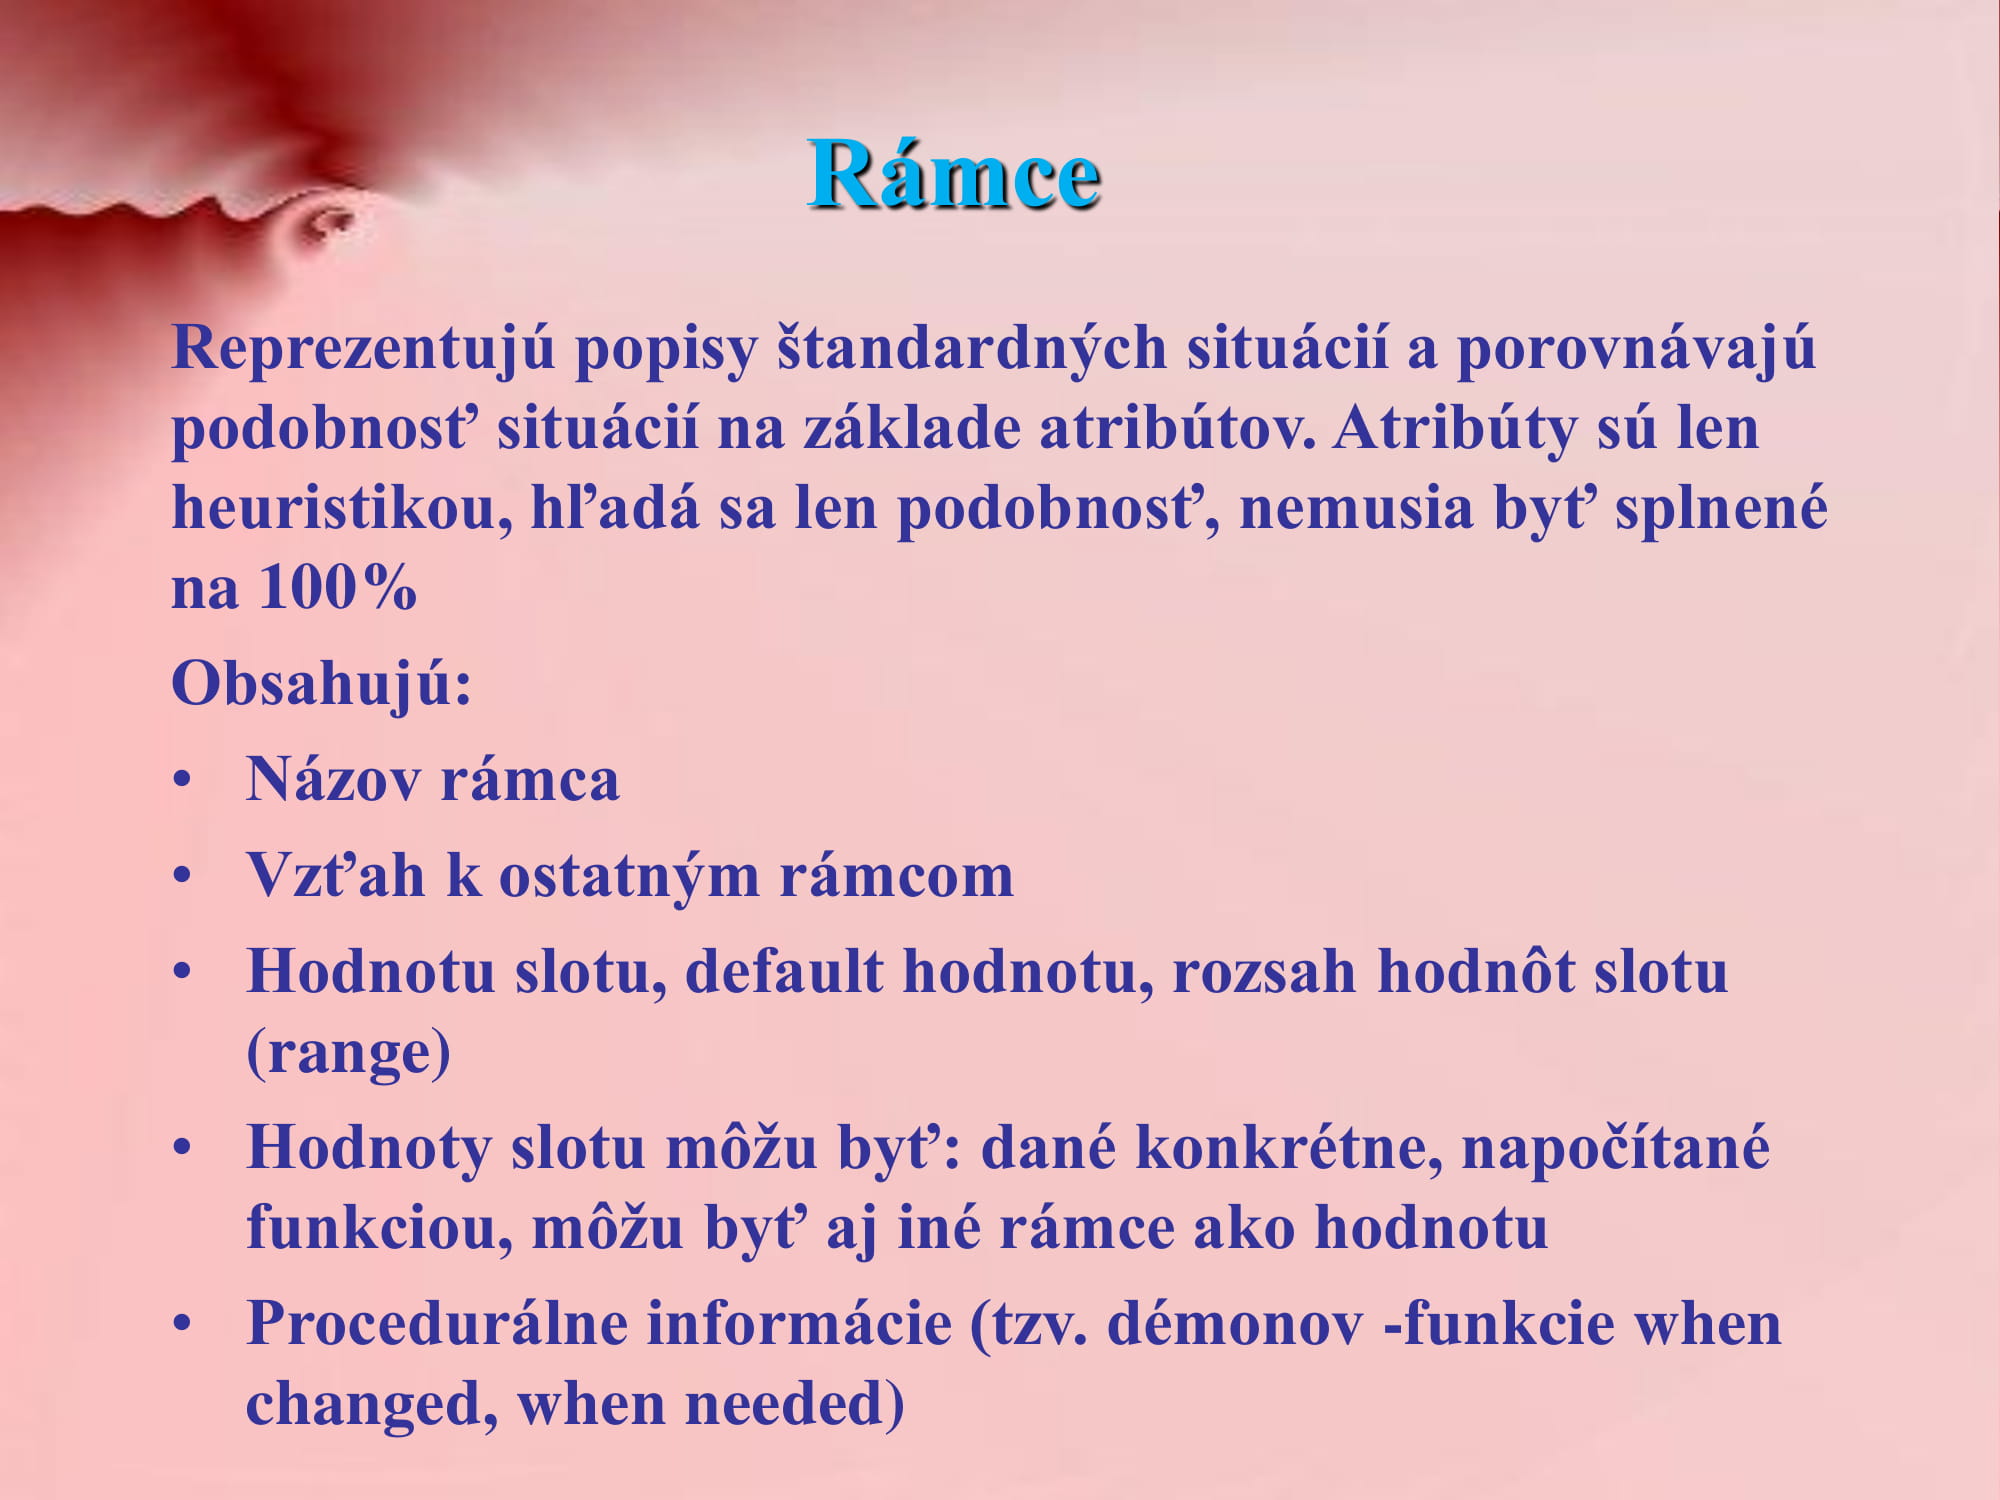 Rámce
Reprezentujú popisy štandardných situácií a porovnávajú
podobnosť situácií na základe atribútov. Atribúty sú len
heuristikou, hľadá sa len podobnosť, nemusia byť splnené
na 100%
Obsahujú:
• Názov rámca
• Vzťah k ostatným rámcom
• Hodnotu slotu, default hodnotu, rozsah hodnôt slotu
(range)
• Hodnoty slotu môžu byť: dané konkrétne, napočítané
funkciou, môžu byť aj iné rámce ako hodnotu
• Procedurálne informácie (tzv. démonov -funkcie when
changed, when needed)